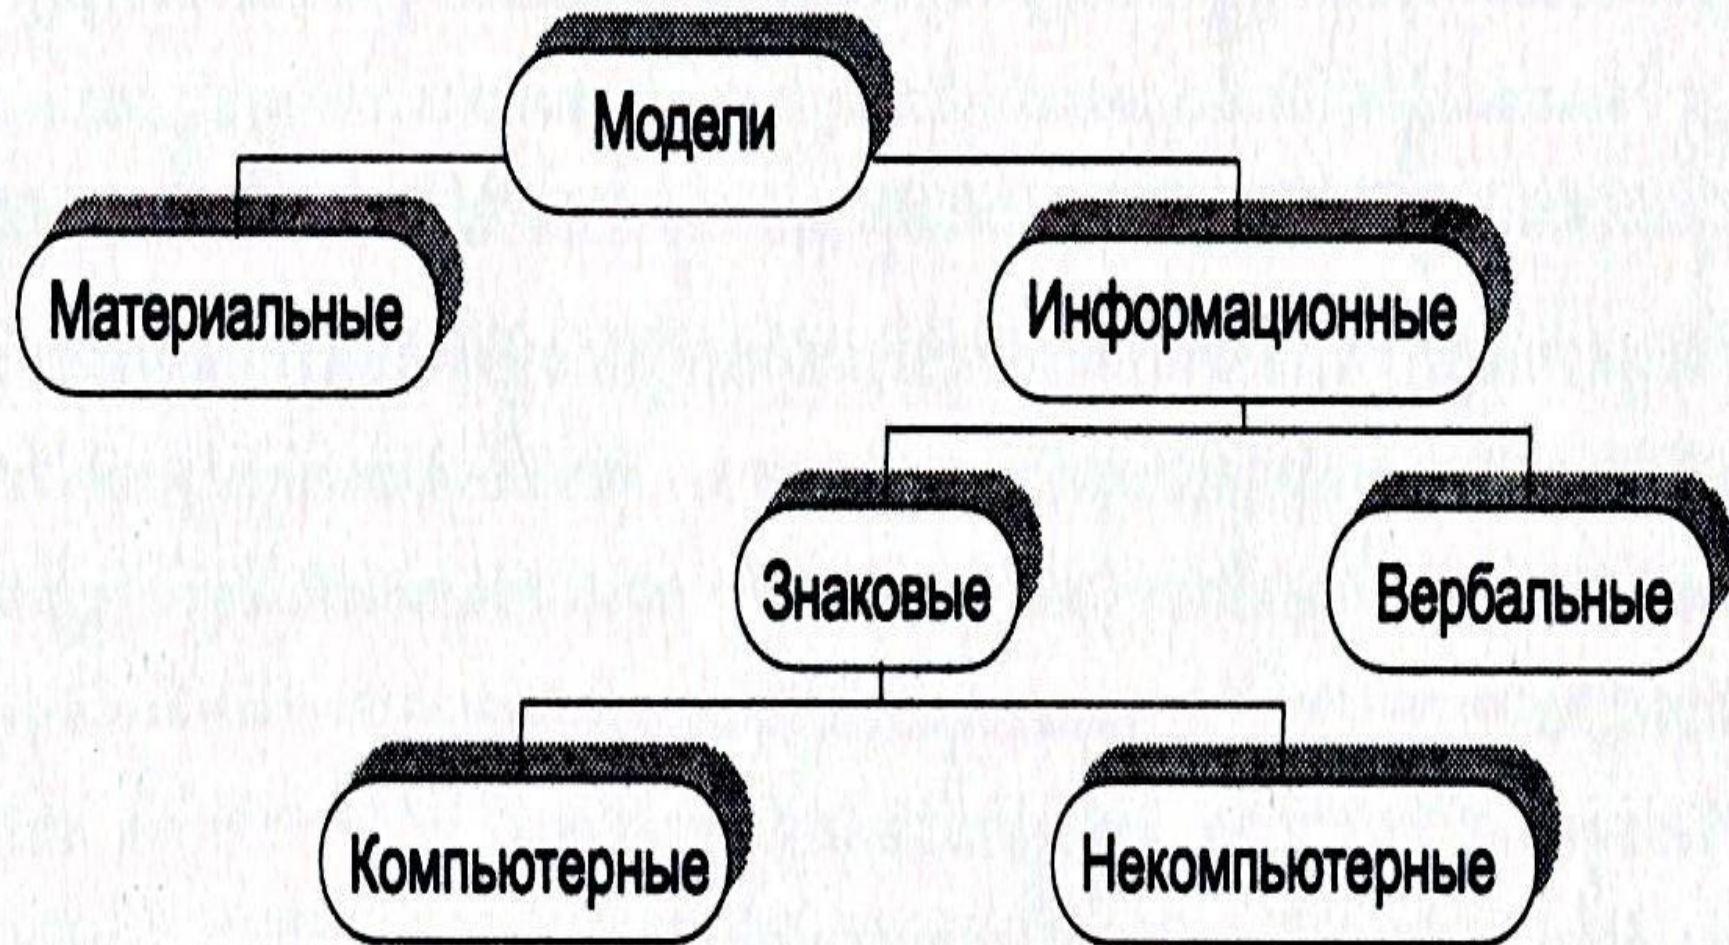 Модели
Материальные
Информационные
Знаковые
Вербальные
Компьютерные
Некомпьютерные